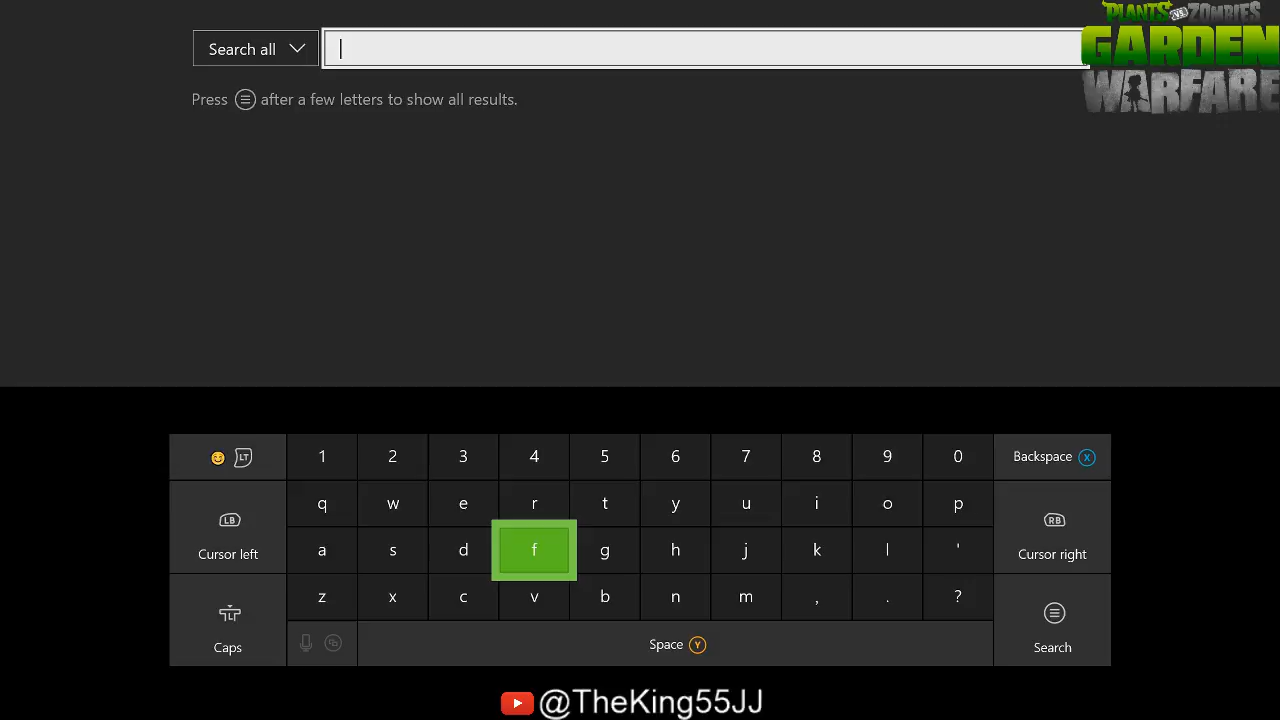 Search all
PLANTS VS ZOMBIES
GARDEN
WARFARE
Press after a few letters to show all results.
LT 1 2 3 4 5 6 7 8 9 0 Backspace X
q w e r t y u i o p
LB Cursor left
a s d f g h j k l '
RB Cursor right
z x c v b n m , . ?
Caps
Space Y
Search
@TheKing55JJ